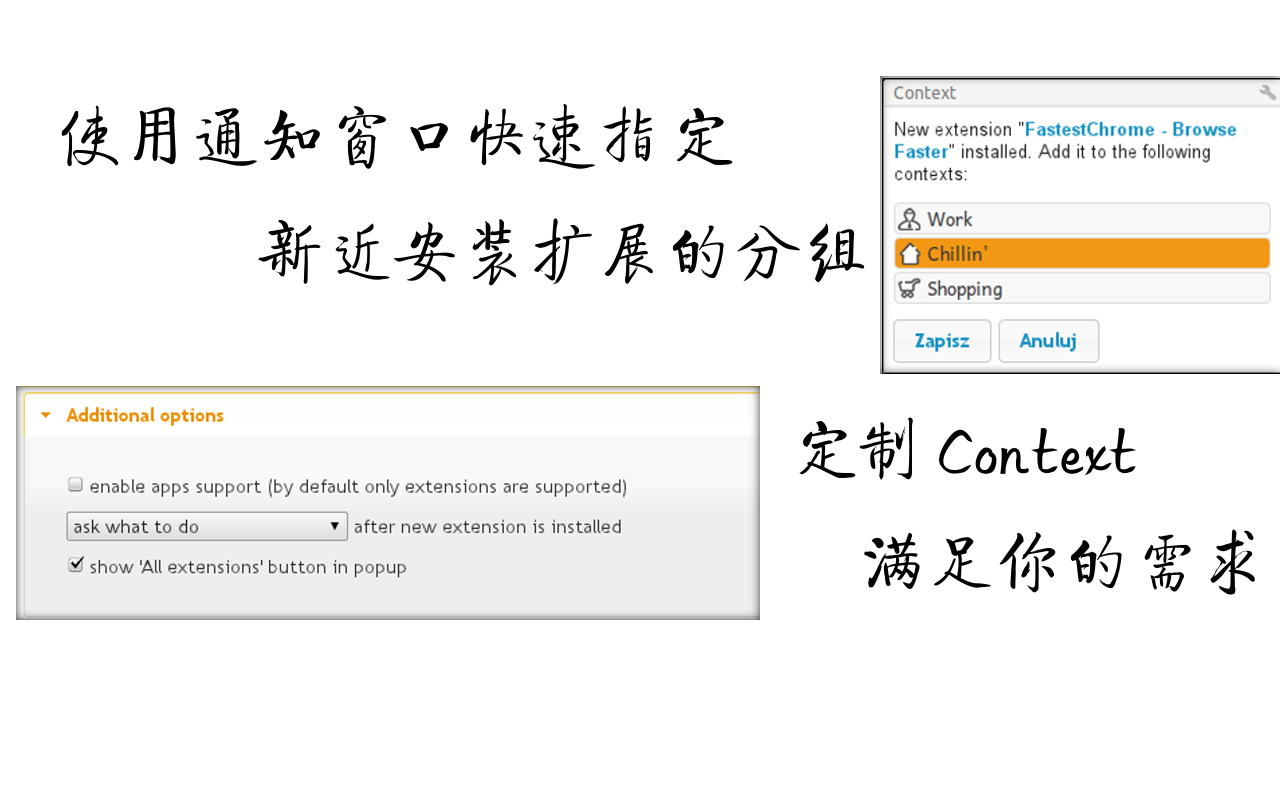 使用通知窗口快速指定
新近安装扩展的分组
Context
New extension "FastestChrome - Browse
Faster" installed. Add it to the following
contexts:
Work
Chillin'
Shopping
Zapisz Anuluj
Additional options
enable apps support (by default only extensions are supported)
ask what to do after new extension is installed
show 'All extensions' button in popup
定制 Context
满足你的需求